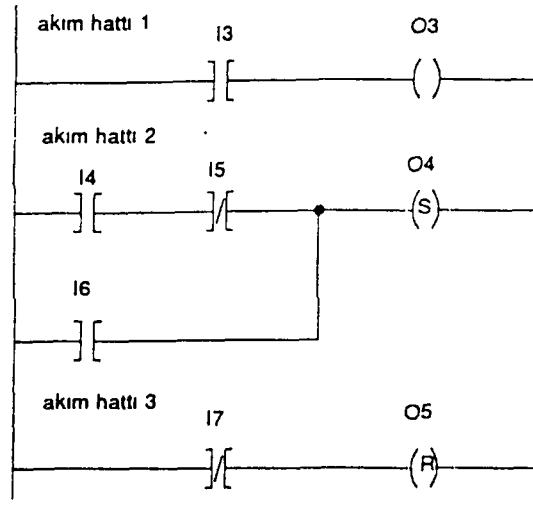 akım hattı 1
I3 O3
akım hattı 2
I4 I5 O4
S
I6
akım hattı 3
I7 O5
R